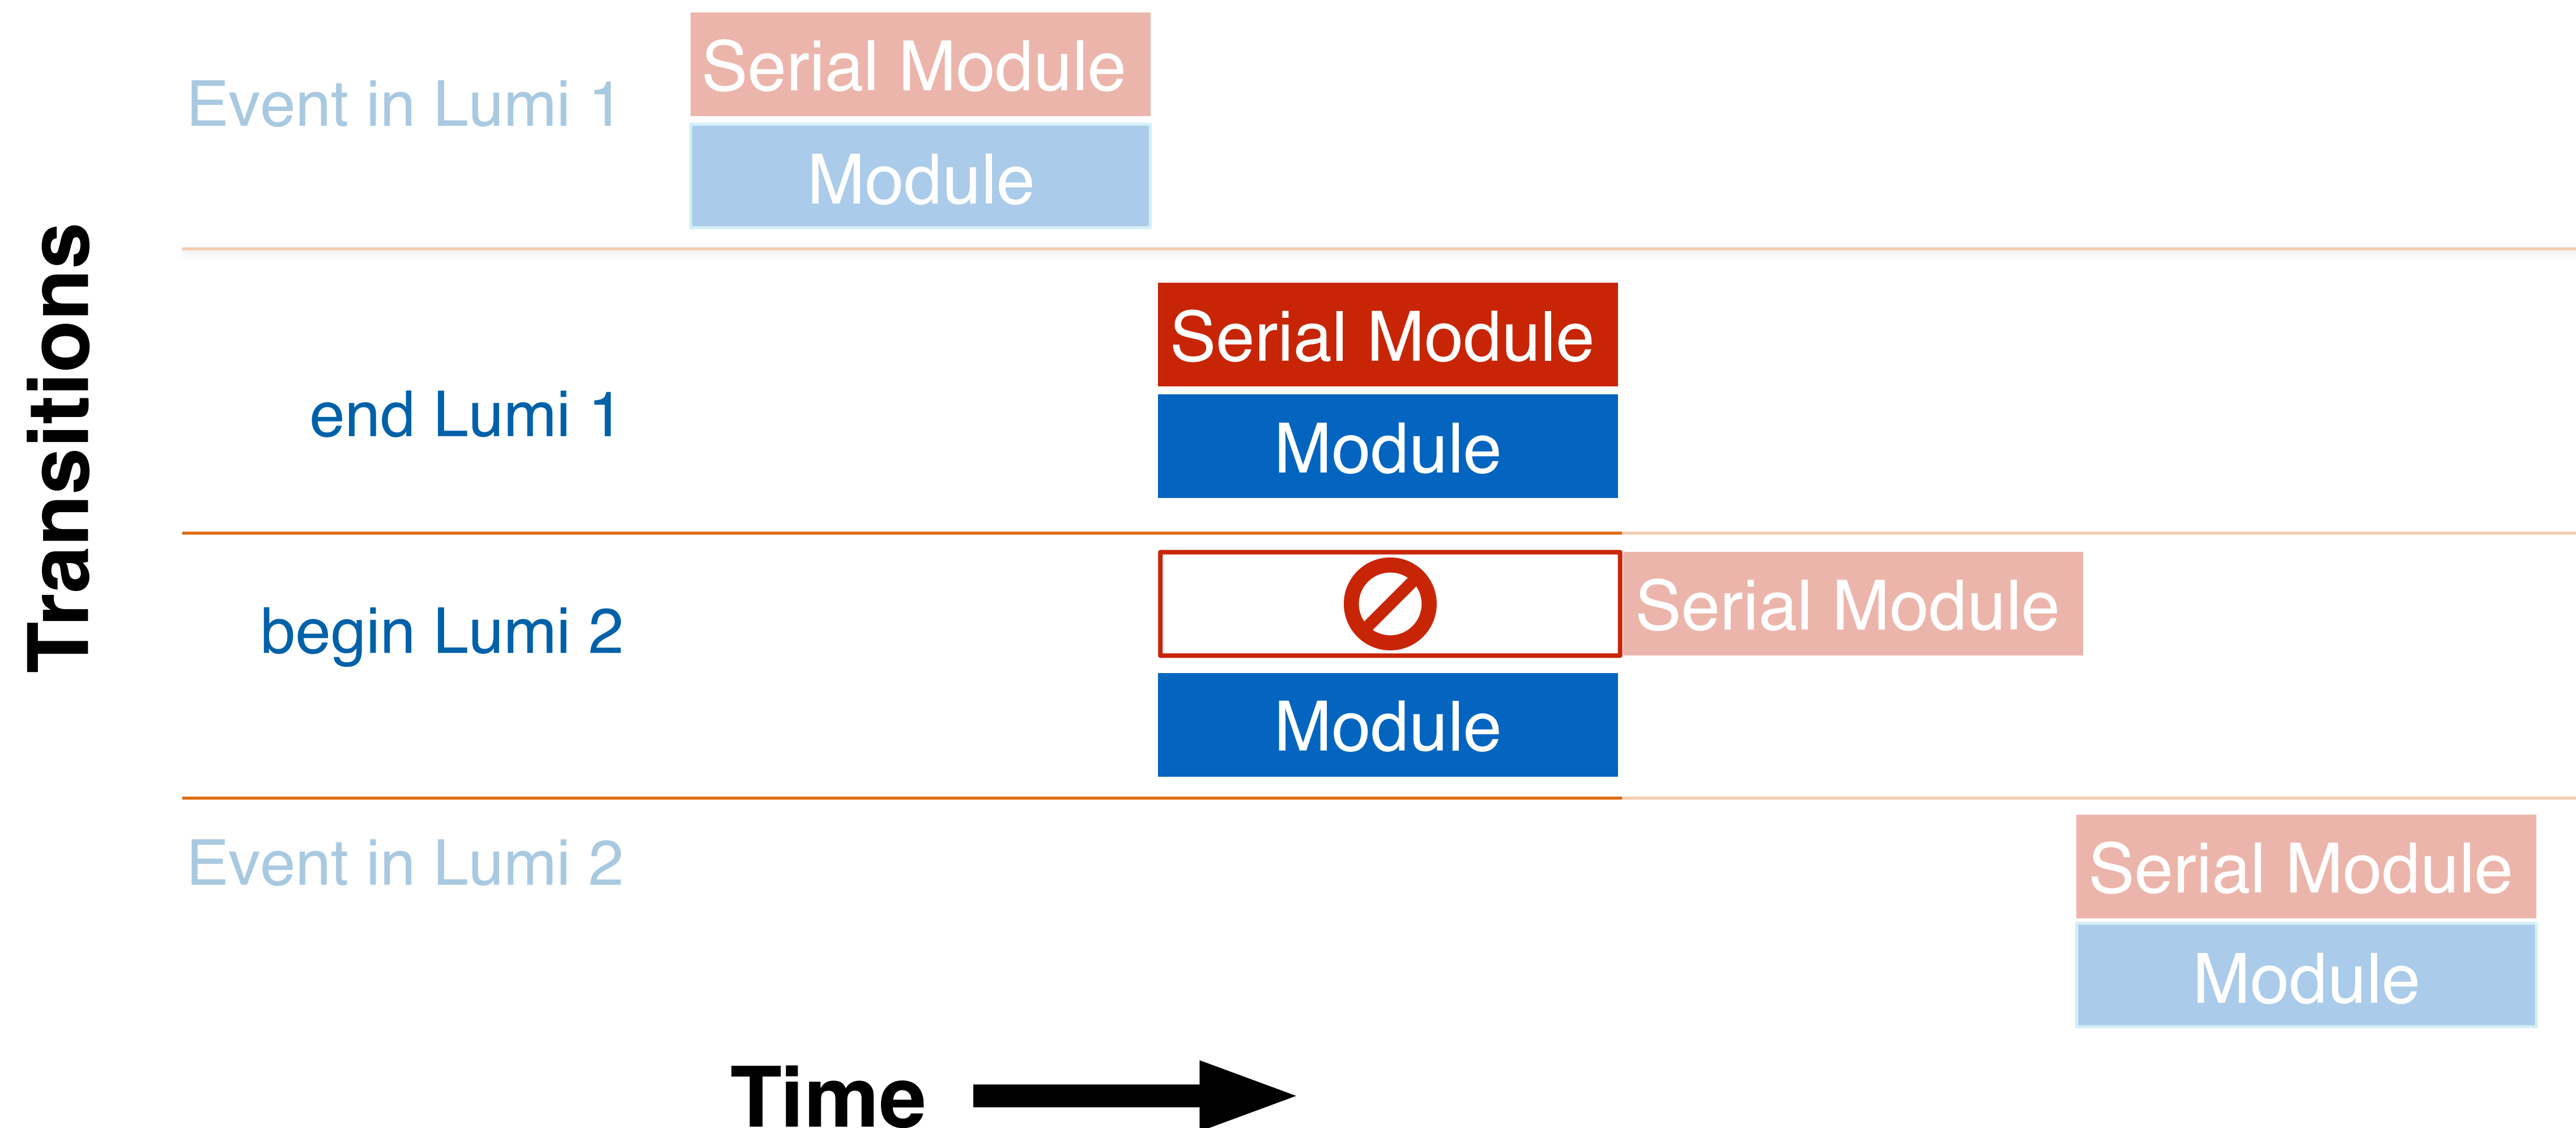 Transitions
Event in Lumi 1
Serial Module
Module
end Lumi 1
Serial Module
Module
begin Lumi 2
Serial Module
Module
Event in Lumi 2
Serial Module
Module
Time